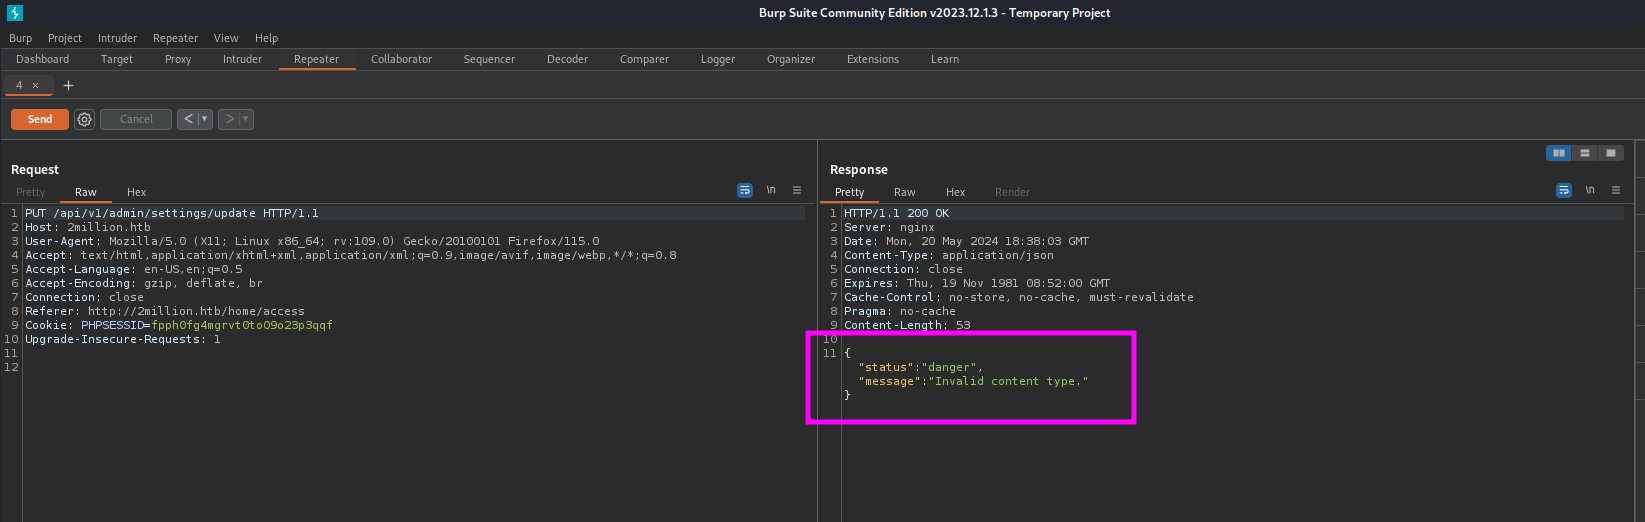 Burp Suite Community Edition v2023.12.1.3 - Temporary Project
Burp Project Intruder Repeater View Help
Dashboard Target Proxy Intruder Repeater Collaborator Sequencer Decoder Comparer Logger Organizer Extensions Learn
4 × +
Send Cancel < >
Request
Pretty Raw Hex \n
1 PUT /api/v1/admin/settings/update HTTP/1.1
2 Host: 2million.htb
3 User-Agent: Mozilla/5.0 (X11; Linux x86_64; rv:109.0) Gecko/20100101 Firefox/115.0
4 Accept: text/html,application/xhtml+xml,application/xml;q=0.9,image/avif,image/webp,*/*;q=0.8
5 Accept-Language: en-US,en;q=0.5
6 Accept-Encoding: gzip, deflate, br
7 Connection: close
8 Referer: http://2million.htb/home/access
9 Cookie: PHPSESSID=fpph0fg4mgrvt0to09o23p3qqf
10 Upgrade-Insecure-Requests: 1
11
12
Response
Pretty Raw Hex Render \n
1 HTTP/1.1 200 OK
2 Server: nginx
3 Date: Mon, 20 May 2024 18:38:03 GMT
4 Content-Type: application/json
5 Connection: close
6 Expires: Thu, 19 Nov 1981 08:52:00 GMT
7 Cache-Control: no-store, no-cache, must-revalidate
8 Pragma: no-cache
9 Content-Length: 53
10
11 {
"status":"danger",
"message":"Invalid content type."
}